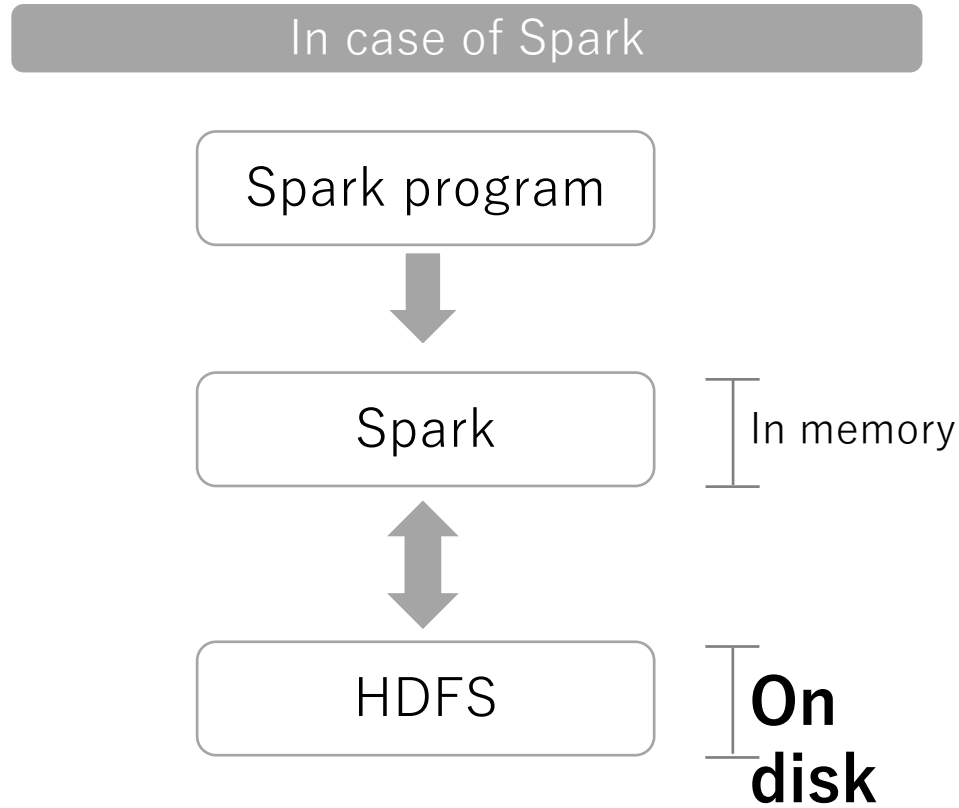 In case of Spark
Spark program
Spark
In memory
HDFS
On
disk